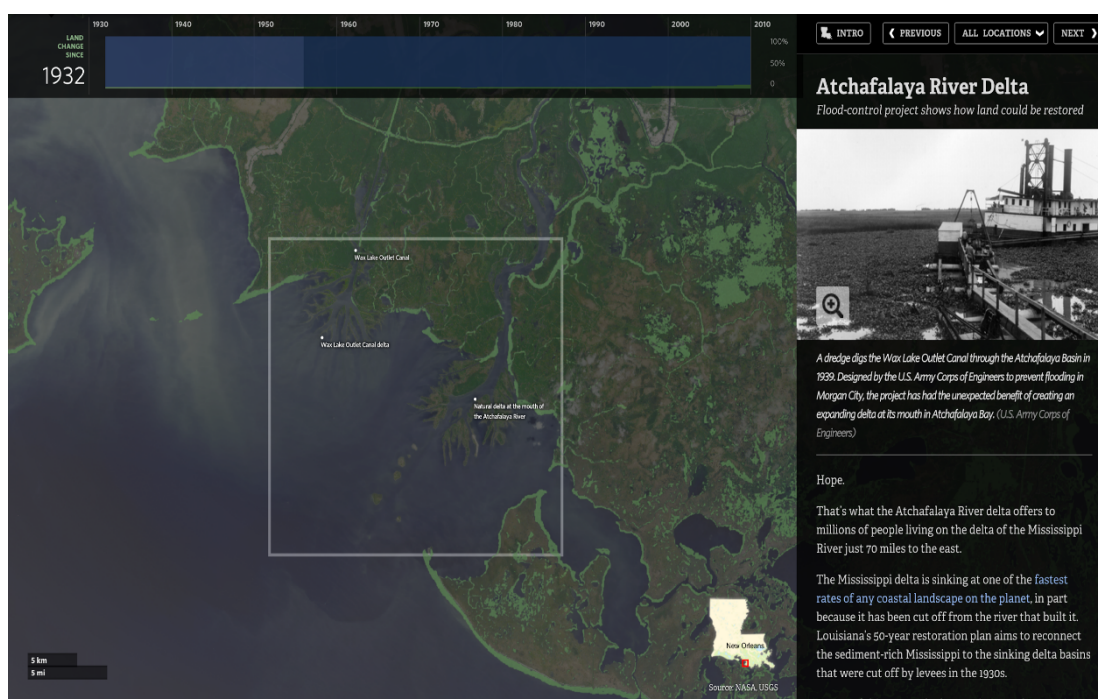 1930 1940 1950 1960 1970 1980 1990 2000 2010
LAND
CHANGE
SINCE
1932
100%
50%
0
INTRO
PREVIOUS
ALL LOCATIONS
NEXT
Wax Lake Outlet Canal
Wax Lake Outlet Canal delta
Natural delta at the mouth of
the Atchafalaya River
5 km
5 mi
New Orleans
Source: NASA, USGS
Atchafalaya River Delta
Flood-control project shows how land could be restored
A dredge digs the Wax Lake Outlet Canal through the Atchafalaya Basin in
1939. Designed by the U.S. Army Corps of Engineers to prevent flooding in
Morgan City, the project has had the unexpected benefit of creating an
expanding delta at its mouth in Atchafalaya Bay. (U.S. Army Corps of
Engineers)
Hope.
That's what the Atchafalaya River delta offers to
millions of people living on the delta of the Mississippi
River just 70 miles to the east.
The Mississippi delta is sinking at one of the fastest
rates of any coastal landscape on the planet, in part
because it has been cut off from the river that built it.
Louisiana's 50-year restoration plan aims to reconnect
the sediment-rich Mississippi to the sinking delta basins
that were cut off by levees in the 1930s.